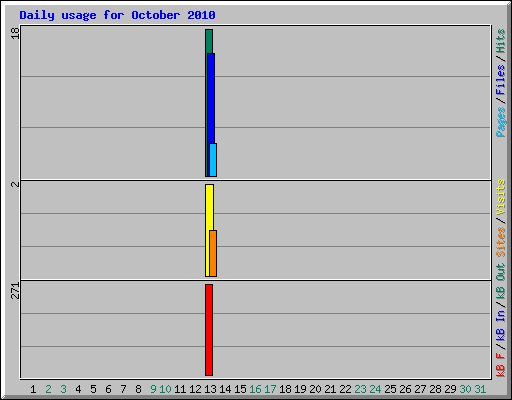 Daily usage for October 2010
18
Pages/Files/Hits
2
Sites/Visits
271
kB F/kB In/kB Out
1 2 3 4 5 6 7 8 9 10 11 12 13 14 15 16 17 18 19 20 21 22 23 24 25 26 27 28 29 30 31